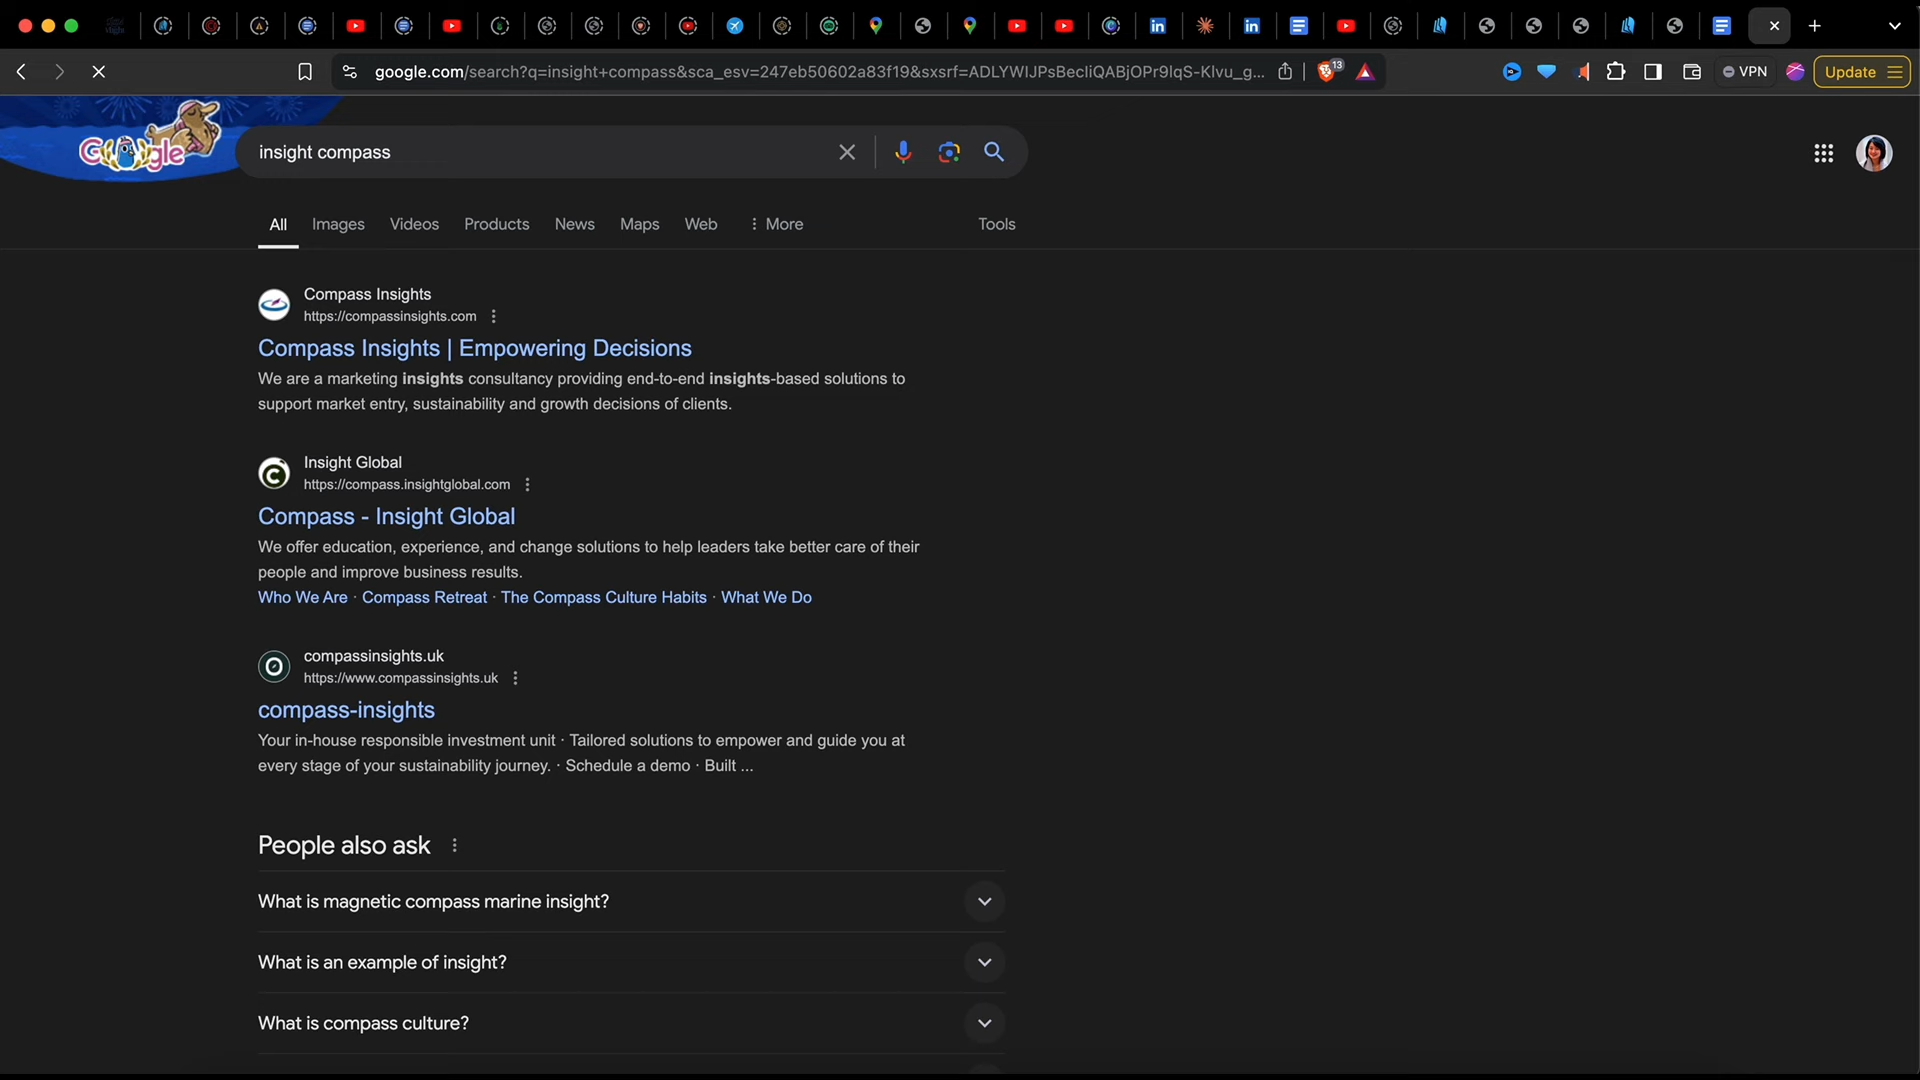 google.com/search?q=insight+compass&sca_esv=247eb50602a83f19&sxsrf=ADLYWIJPsBecIiQABjOPr9lqS-Klvu_g...
13
VPN
Update
Google
insight compass
All
Images
Videos
Products
News
Maps
Web
More
Tools
Compass Insights
https://compassinsights.com
Compass Insights | Empowering Decisions
We are a marketing insights consultancy providing end-to-end insights-based solutions to
support market entry, sustainability and growth decisions of clients.
Insight Global
https://compass.insightglobal.com
Compass - Insight Global
We offer education, experience, and change solutions to help leaders take better care of their
people and improve business results.
Who We Are · Compass Retreat · The Compass Culture Habits · What We Do
compassinsights.uk
https://www.compassinsights.uk
compass-insights
Your in-house responsible investment unit · Tailored solutions to empower and guide you at
every stage of your sustainability journey. · Schedule a demo · Built ...
People also ask
What is magnetic compass marine insight?
What is an example of insight?
What is compass culture?